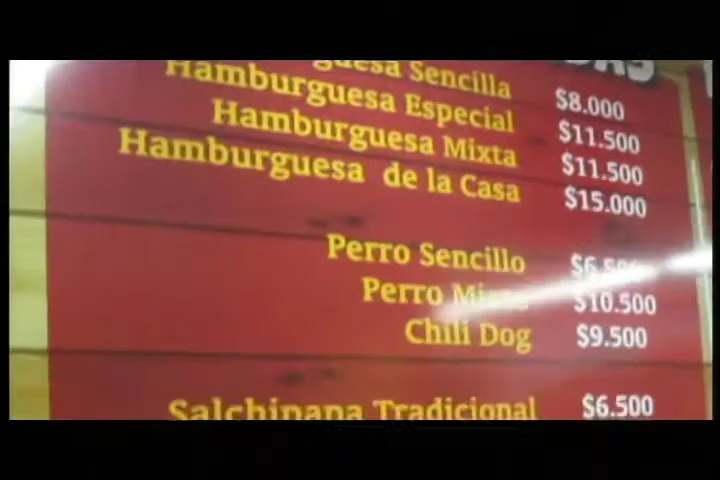 Hamburguesa Sencilla $8.000
Hamburguesa Especial $11.500
Hamburguesa Mixta $11.500
Hamburguesa de la Casa $15.000
Perro Sencillo
Perro $10.500
Chili Dog $9.500
Salchipapa Tradicional $6.500